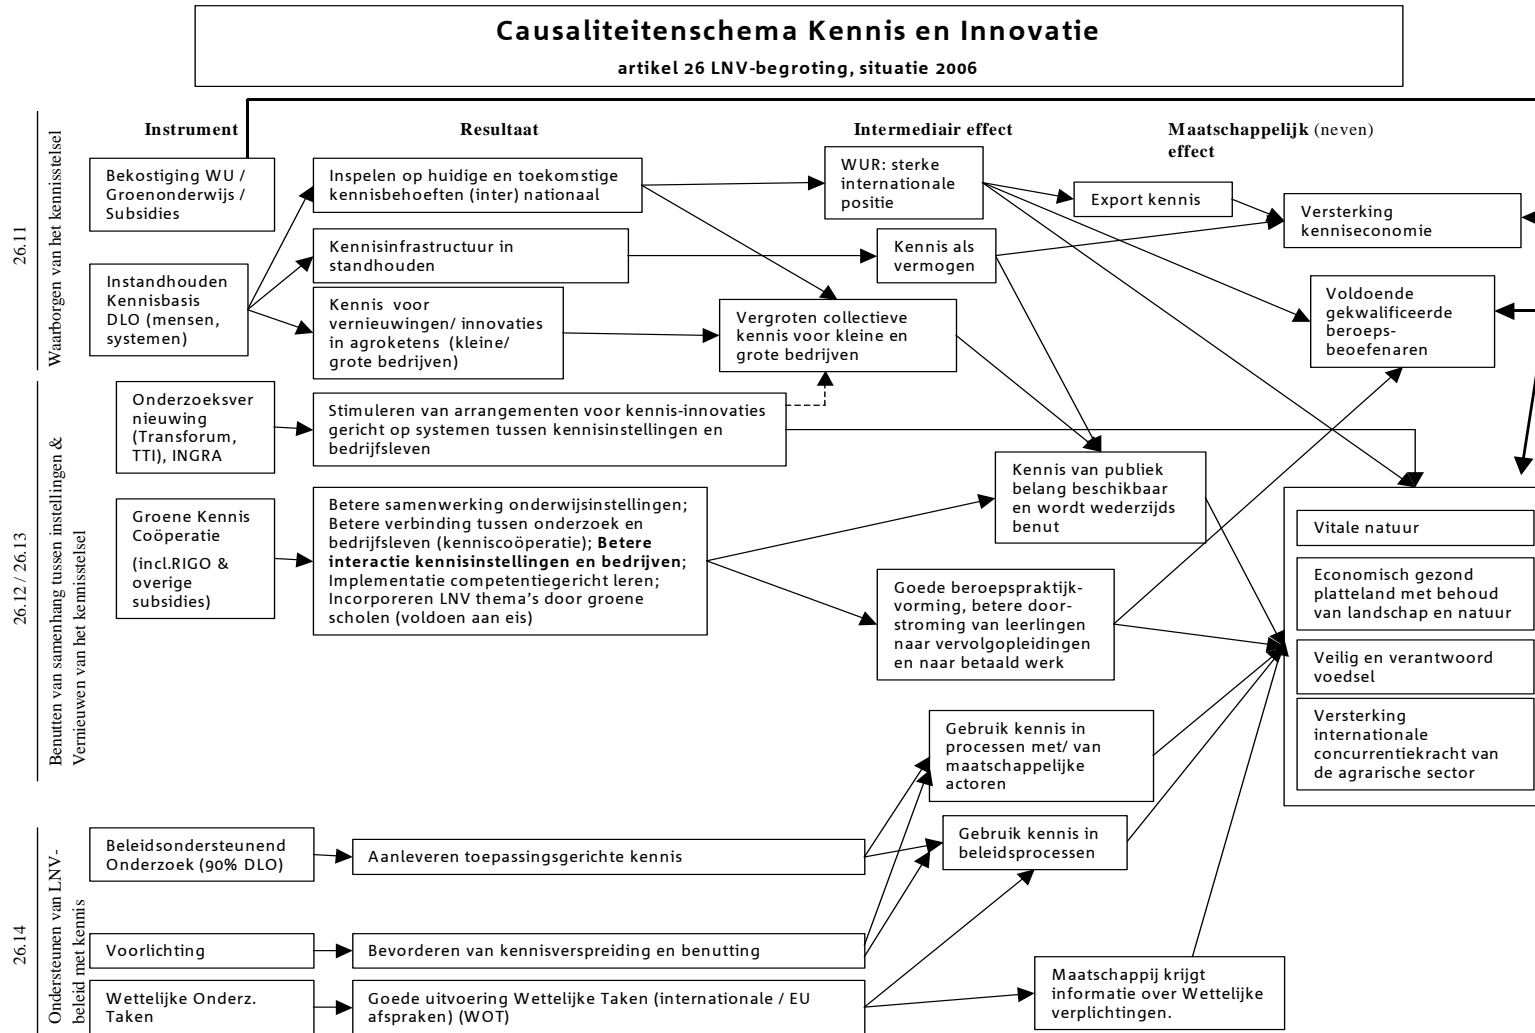 Causaliteitenschema Kennis en Innovatie
artikel 26 LNV-begroting, situatie 2006
Instrument
Resultaat
Intermediair effect
Maatschappelijk (neven)
effect
26.11
Waaborgen van het kennisstelsel
Bekostiging WU /
Groenonderwijs /
Subsidies
Instandhouden
Kennisbasis
DLO (mensen,
systemen)
Inspelen op huidige en toekomstige
kennisbehoeften (inter) nationaal
Kennisinfrastructuur in
standhouden
Kennis voor
vernieuwingen/ innovaties
in agroketens (kleine/
grote bedrijven)
WUR: sterke
internationale
positie
Kennis als
vermogen
Vergroten collectieve
kennis voor kleine en
grote bedrijven
Export kennis
Versterking
kenniseconomie
Voldoende
gekwalificeerde
beroeps-
beoefenaren
26.12 / 26.13
Benutten van samenhang tussen instellingen &
Vernieuwen van het kennisstelsel
Onderzoeksver
nieuwing
(Transforum,
TTI), INGRA
Stimuleren van arrangementen voor kennis-innovaties
gericht op systemen tussen kennisinstellingen en
bedrijfsleven
Groene Kennis
Coöperatie
(incl.RIGO &
overige
subsidies)
Betere samenwerking onderwijsinstellingen;
Betere verbinding tussen onderzoek en
bedrijfsleven (kenniscoöperatie); Betere
interactie kennisinstellingen en bedrijven;
Implementatie competentiegericht leren;
Incorporeren LNV thema's door groene
scholen (voldoen aan eis)
Kennis van publiek
belang beschikbaar
en wordt wederzijds
benut
Goede beroepspraktijk-
vorming, betere door-
stroming van leerlingen
naar vervolgopleidingen
en naar betaald werk
Gebruik kennis in
processen met/ van
maatschappelijke
actoren
Vitale natuur
Economisch gezond
platteland met behoud
van landschap en natuur
Veilig en verantwoord
voedsel
Versterking
internationale
concurrentiekracht van
de agrarische sector
26.14
Ondersteunen van LNV-
beleid met kennis
Beleidsondersteunend
Onderzoek (90% DLO)
Aanleveren toepassingsgerichte kennis
Gebruik kennis in
beleidsprocessen
Voorlichting
Bevorderen van kennisverspreiding en benutting
Wettelijke Onderz.
Taken
Goede uitvoering Wettelijke Taken (internationale / EU
afspraken) (WOT)
Maatschappij krijgt
informatie over Wettelijke
verplichtingen.